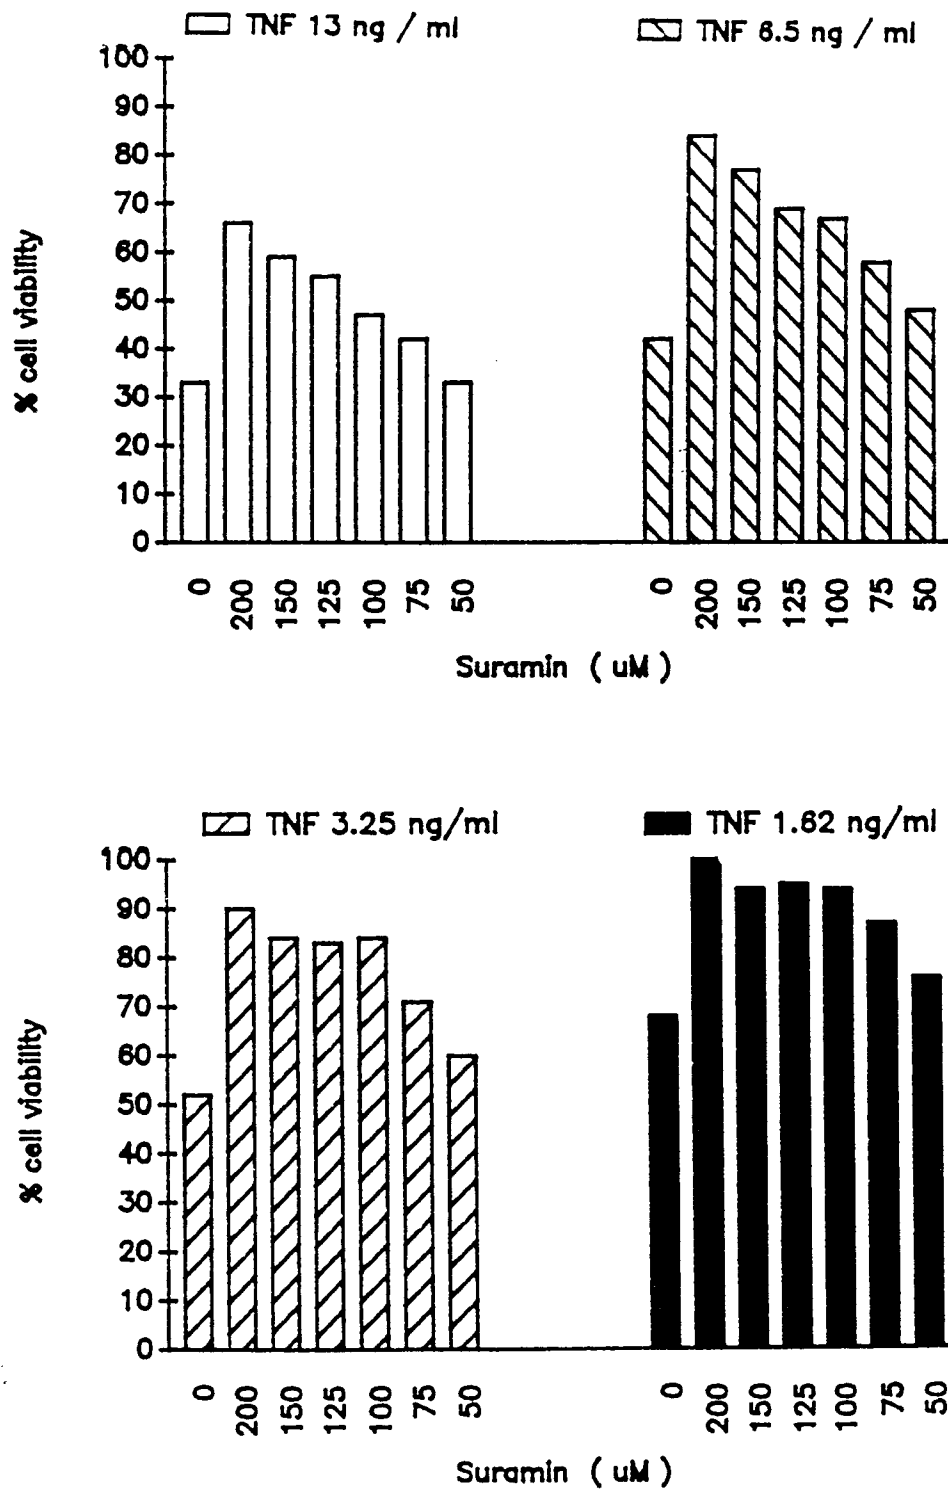 TNF 13 ng / ml
TNF 6.5 ng / ml
% cell viability
100
90
80
70
60
50
40
30
20
10
0
0 200 150 125 100 75 50
0 200 150 125 100 75 50
Suramin ( uM )
TNF 3.25 ng/ml
TNF 1.62 ng/ml
% cell viability
100
90
80
70
60
50
40
30
20
10
0
0 200 150 125 100 75 50
0 200 150 125 100 75 50
Suramin ( uM )